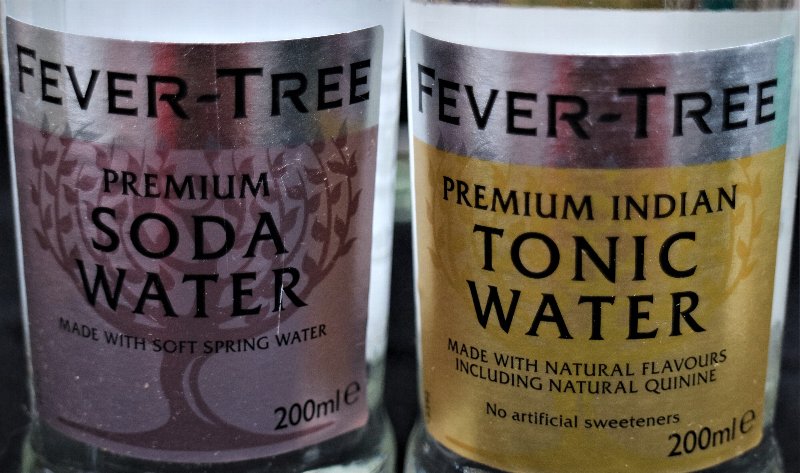 FEVER-TREE
PREMIUM
SODA
WATER
MADE WITH SOFT SPRING WATER
200ml e
FEVER-TREE
PREMIUM INDIAN
TONIC
WATER
MADE WITH NATURAL FLAVOURS
INCLUDING NATURAL QUININE
No artificial sweeteners
200ml e